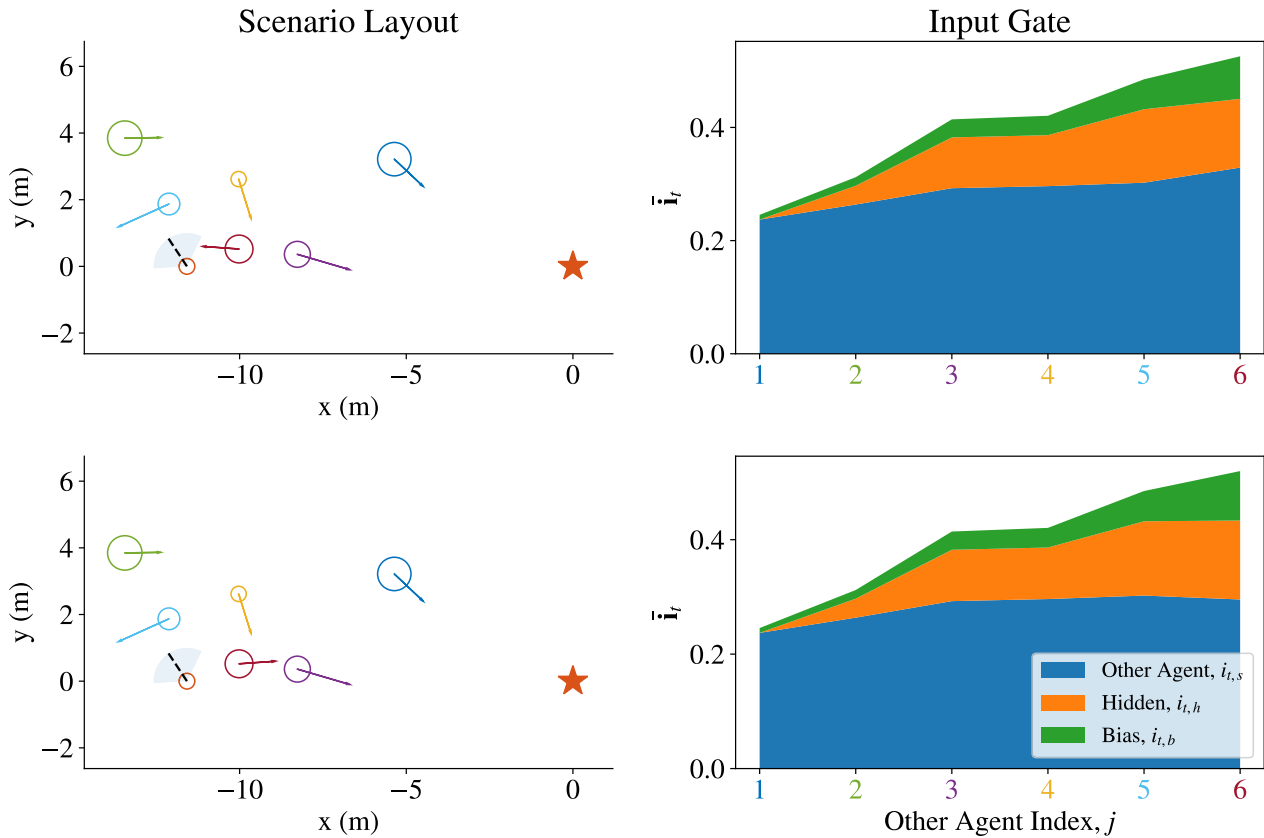 Scenario Layout
6
4
2
0
−2
y (m)
−10
−5
0
x (m)
Input Gate
0.4
0.2
0.0
i̅_t
1 2 3 4 5 6
6
4
2
0
−2
y (m)
−10
−5
0
x (m)
0.4
0.2
0.0
i̅_t
Other Agent, i_{t,s}
Hidden, i_{t,h}
Bias, i_{t,b}
1 2 3 4 5 6
Other Agent Index, j